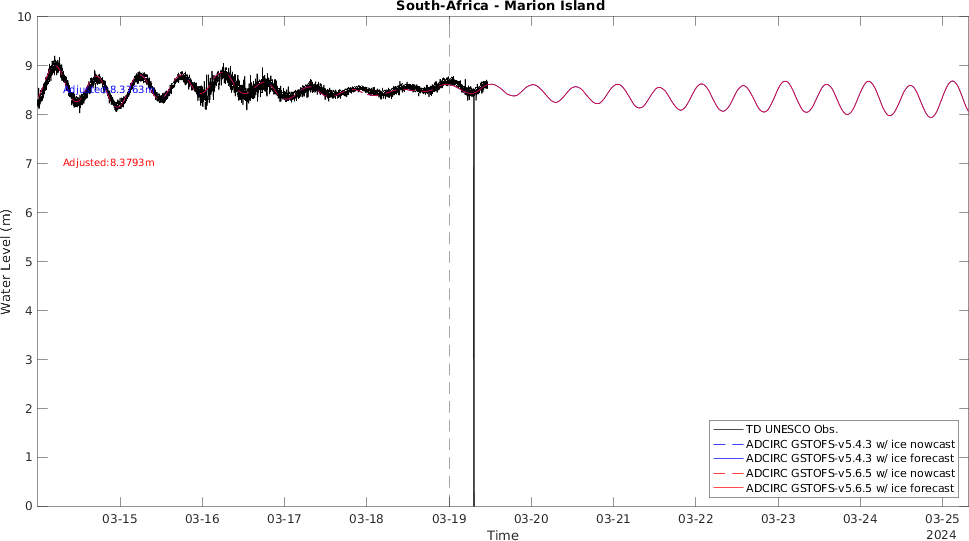 South-Africa - Marion Island
10
9
8
7
6
5
4
3
2
1
0
Water Level (m)
Adjusted:8.3763m
Adjusted:8.3793m
TD UNESCO Obs.
ADCIRC GSTOFS-v5.4.3 w/ ice nowcast
ADCIRC GSTOFS-v5.4.3 w/ ice forecast
ADCIRC GSTOFS-v5.6.5 w/ ice nowcast
ADCIRC GSTOFS-v5.6.5 w/ ice forecast
03-15 03-16 03-17 03-18 03-19 03-20 03-21 03-22 03-23 03-24 03-25
2024
Time